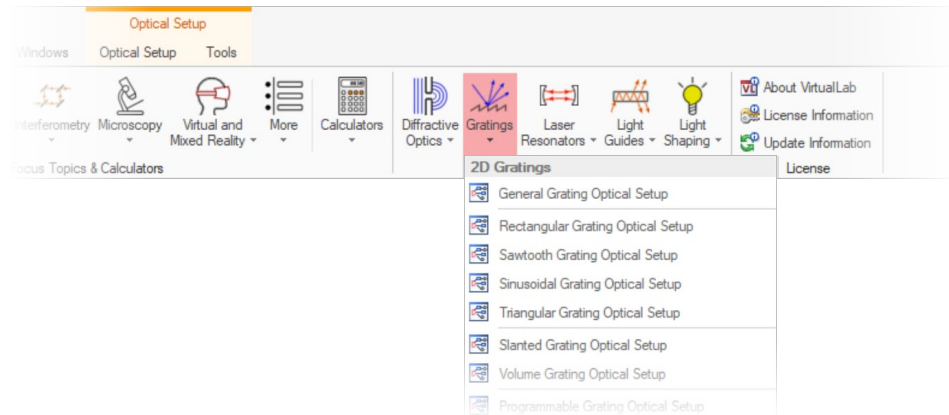 Optical Setup
Windows Optical Setup Tools
Interferometry Microscopy Virtual and Mixed Reality More Calculators Diffractive Optics Gratings Laser Resonators Light Guides Light Shaping
About VirtualLab
License Information
Update Information
Focus Topics & Calculators
License
2D Gratings
General Grating Optical Setup
Rectangular Grating Optical Setup
Sawtooth Grating Optical Setup
Sinusoidal Grating Optical Setup
Triangular Grating Optical Setup
Slanted Grating Optical Setup
Volume Grating Optical Setup
Programmable Grating Optical Setup